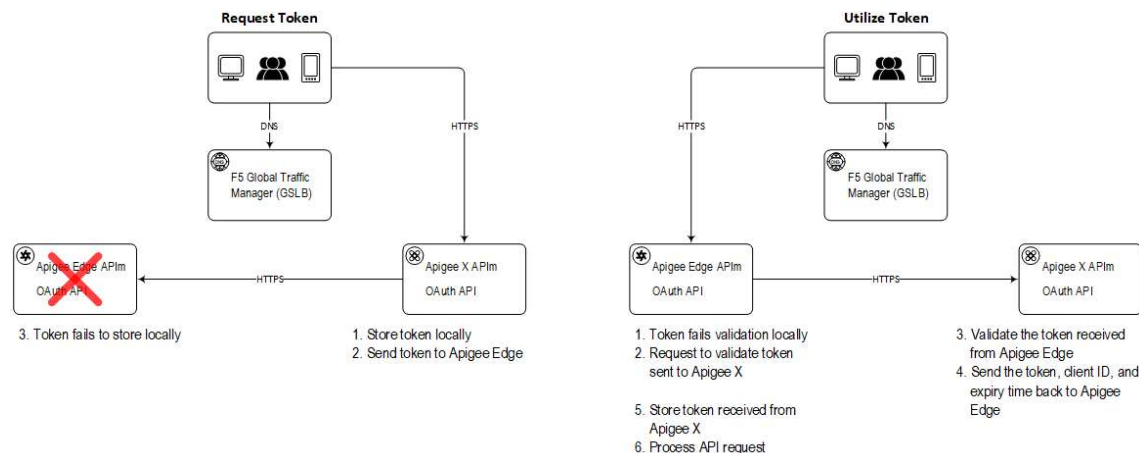 Request Token
DNS
HTTPS
DNS
F5 Global Traffic
Manager (GSLB)
Apigee Edge APIm
OAuth API
HTTPS
Apigee X APIm
OAuth API
3. Token fails to store locally
1. Store token locally
2. Send token to Apigee Edge
Utilize Token
HTTPS
DNS
DNS
F5 Global Traffic
Manager (GSLB)
Apigee Edge APIm
OAuth API
HTTPS
Apigee X APIm
OAuth API
1. Token fails validation locally
2. Request to validate token
sent to Apigee X
5. Store token received from
Apigee X
6. Process API request
3. Validate the token received
from Apigee Edge
4. Send the token, client ID, and
expiry time back to Apigee
Edge